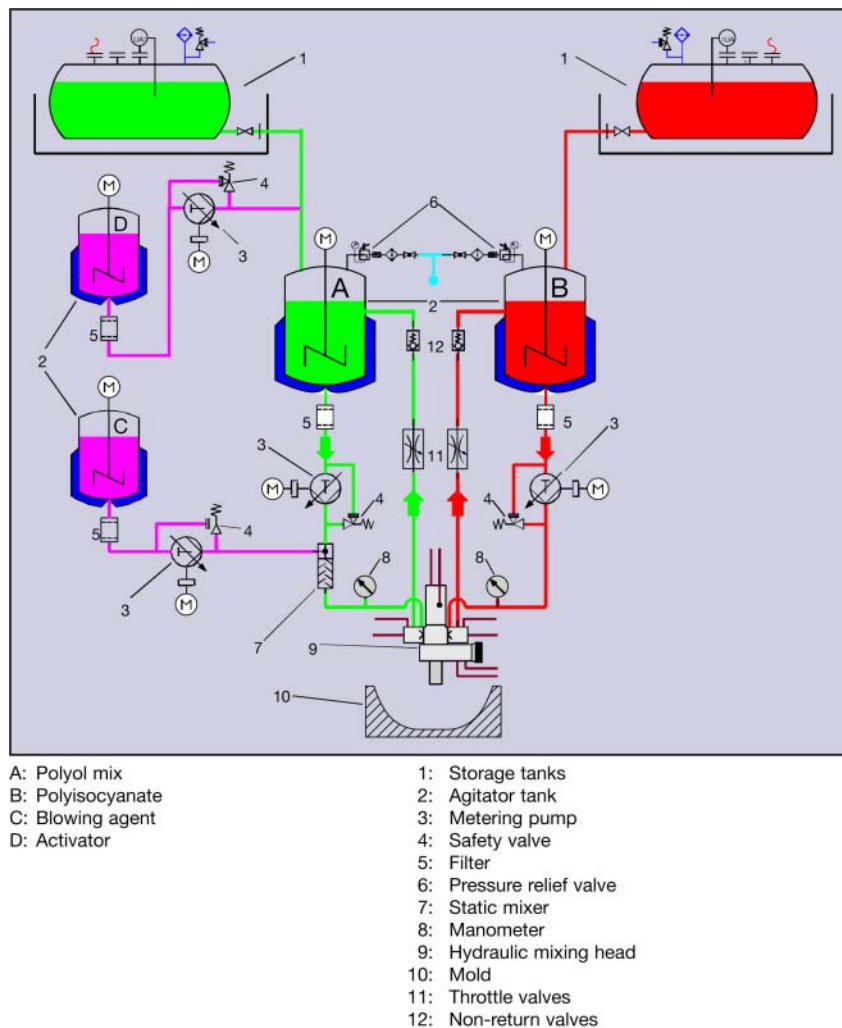 1
1
4
M
D
3
M
6
M
M
A
B
2
5
2
12
M
C
5
5
3
3
11
M
M
4
4
5
4
8
8
3
M
7
9
10
A: Polyol mix
B: Polyisocyanate
C: Blowing agent
D: Activator
1: Storage tanks
2: Agitator tank
3: Metering pump
4: Safety valve
5: Filter
6: Pressure relief valve
7: Static mixer
8: Manometer
9: Hydraulic mixing head
10: Mold
11: Throttle valves
12: Non-return valves